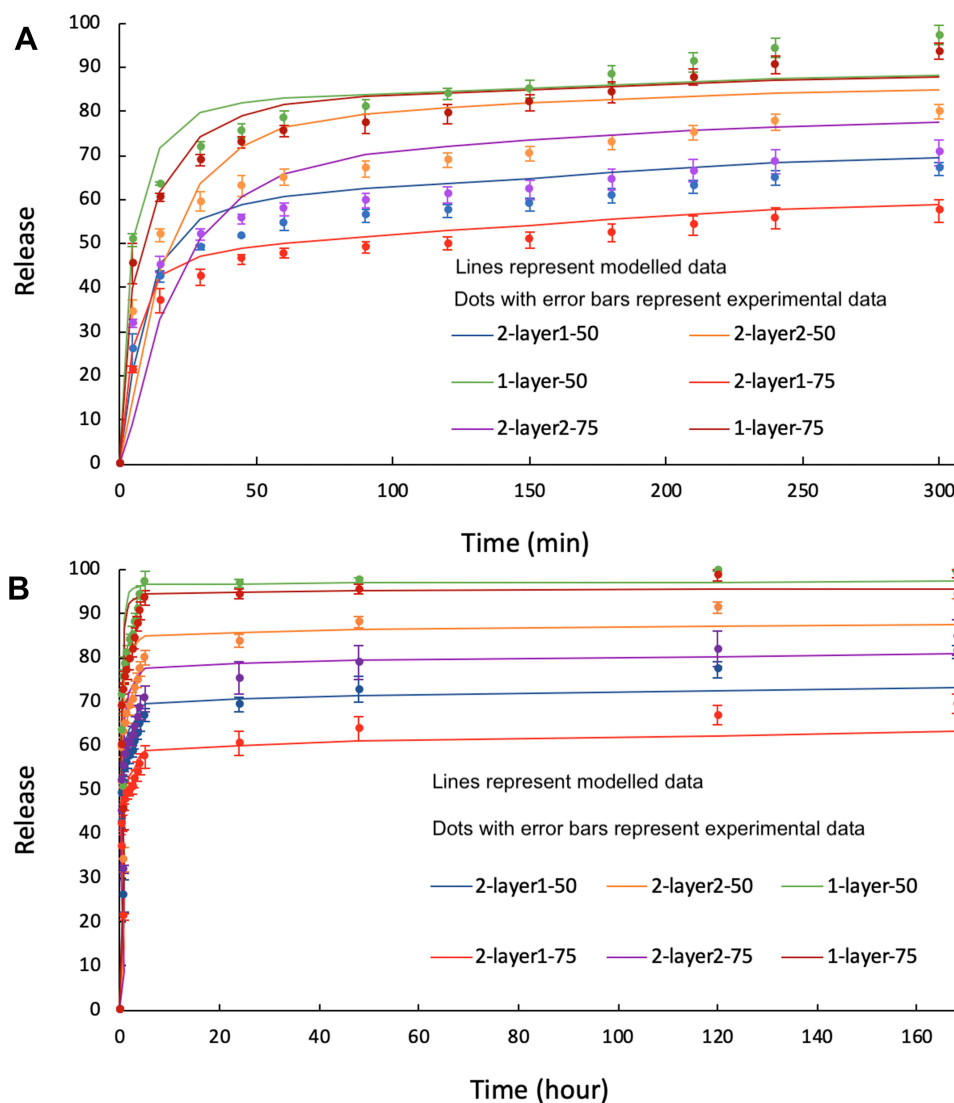 A
100
90
80
70
60
50
40
30
20
10
0
Release
0 50 100 150 200 250 300
Time (min)
Lines represent modelled data
Dots with error bars represent experimental data
2-layer1-50 2-layer2-50
1-layer-50 2-layer1-75
2-layer2-75 1-layer-75
B
100
90
80
70
60
50
40
30
20
10
0
Release
0 20 40 60 80 100 120 140 160
Time (hour)
Lines represent modelled data
Dots with error bars represent experimental data
2-layer1-50 2-layer2-50 1-layer-50
2-layer1-75 2-layer2-75 1-layer-75